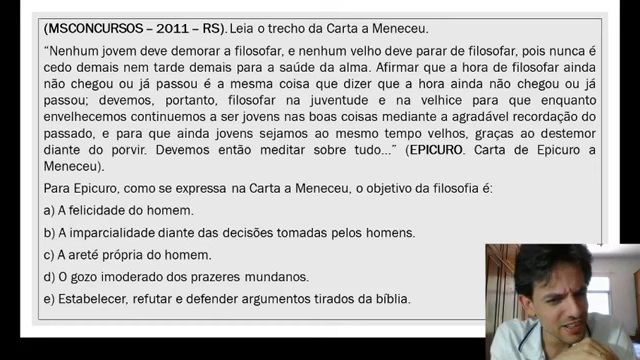 (MSCONCURSOS – 2011 – RS). Leia o trecho da Carta a Meneceu.
“Nenhum jovem deve demorar a filosofar, e nenhum velho deve parar de filosofar, pois nunca é
cedo demais nem tarde demais para a saúde da alma. Afirmar que a hora de filosofar ainda
não chegou ou já passou é a mesma coisa que dizer que a hora ainda não chegou ou já
passou; devemos, portanto, filosofar na juventude e na velhice para que enquanto
envelhecemos continuemos a ser jovens nas boas coisas mediante a agradável recordação do
passado, e para que ainda jovens sejamos ao mesmo tempo velhos, graças ao destemor
diante do porvir. Devemos então meditar sobre tudo...” (EPICURO. Carta de Epicuro a
Meneceu).
Para Epicuro, como se expressa na Carta a Meneceu, o objetivo da filosofia é:
a) A felicidade do homem.
b) A imparcialidade diante das decisões tomadas pelos homens.
c) A areté própria do homem.
d) O gozo imoderado dos prazeres mundanos.
e) Estabelecer, refutar e defender argumentos tirados da bíblia.